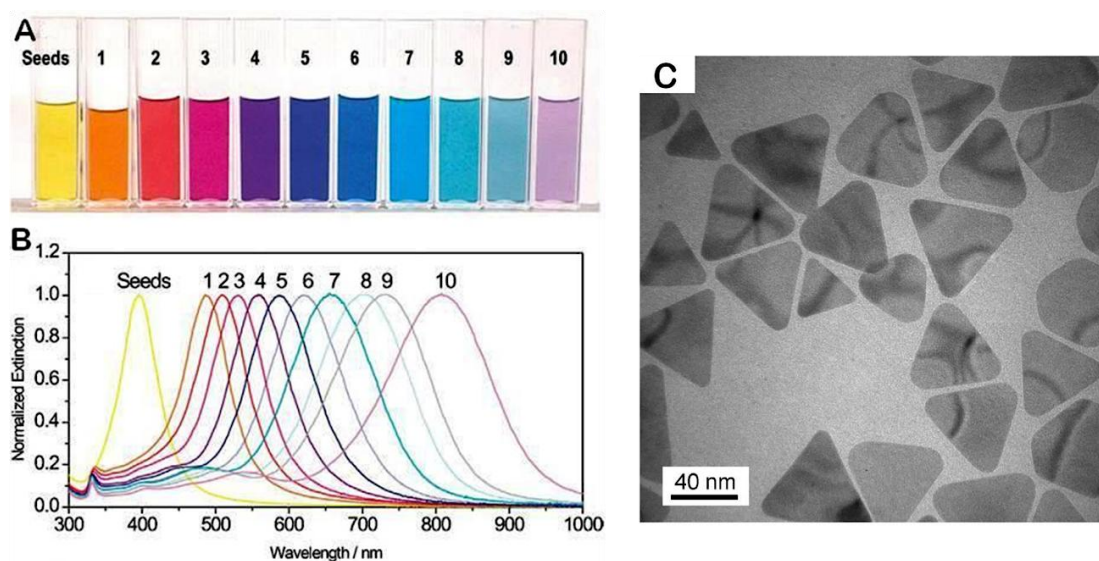 A
Seeds 1 2 3 4 5 6 7 8 9 10
B
Seeds 1 2 3 4 5 6 7 8 9 10
Normalized Extinction
1.2
1.0
0.8
0.6
0.4
0.2
0.0
300 400 500 600 700 800 900 1000
Wavelength / nm
C
40 nm